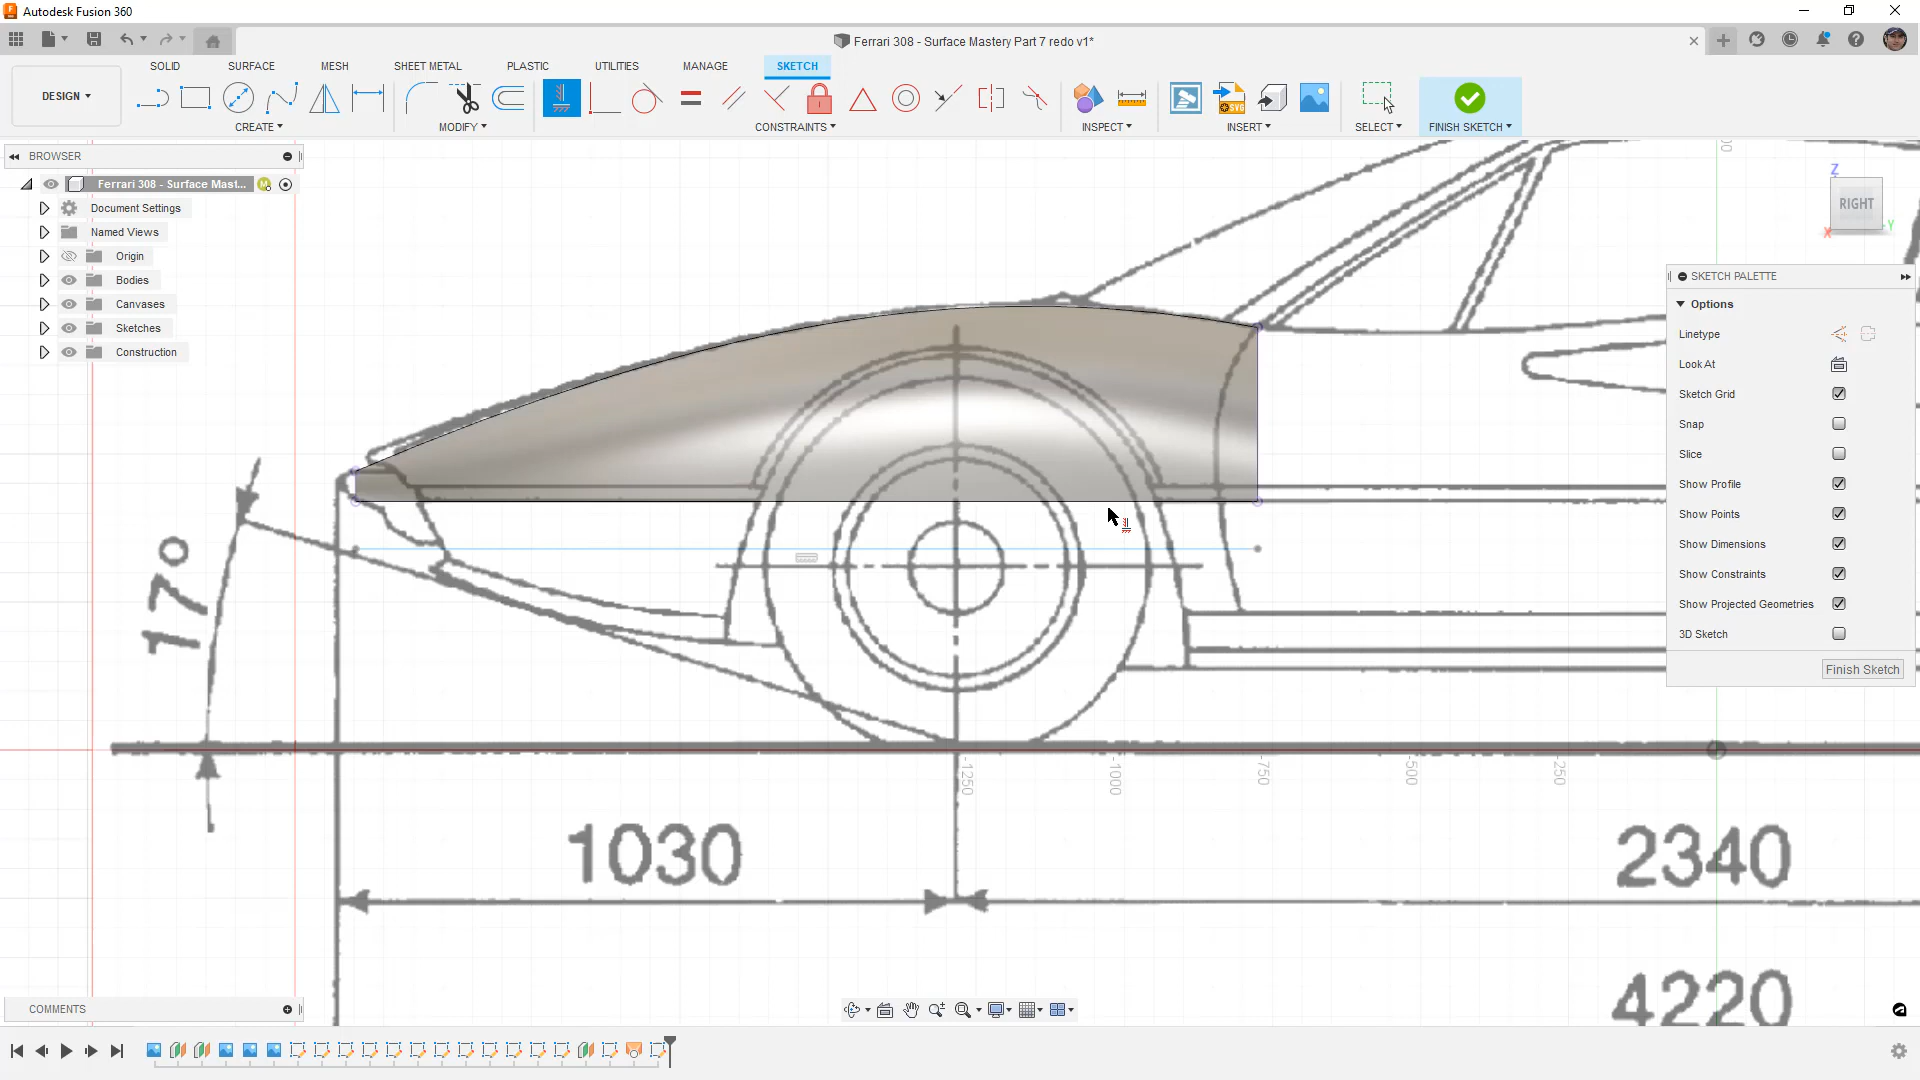 Autodesk Fusion 360
Ferrari 308 - Surface Mastery Part 7 redo v1*
DESIGN
SOLID
SURFACE
MESH
SHEET METAL
PLASTIC
UTILITIES
MANAGE
SKETCH
CREATE
MODIFY
CONSTRAINTS
INSPECT
INSERT
SELECT
FINISH SKETCH
SVG
BROWSER
Ferrari 308 - Surface Mast...
M
Document Settings
Named Views
Origin
Bodies
Canvases
Sketches
Construction
Z
RIGHT
X
Y
SKETCH PALETTE
Options
Linetype
Look At
Sketch Grid
Snap
Slice
Show Profile
Show Points
Show Dimensions
Show Constraints
Show Projected Geometries
3D Sketch
Finish Sketch
17°
-1250
-1000
-750
-500
-250
1030
2340
4220
COMMENTS